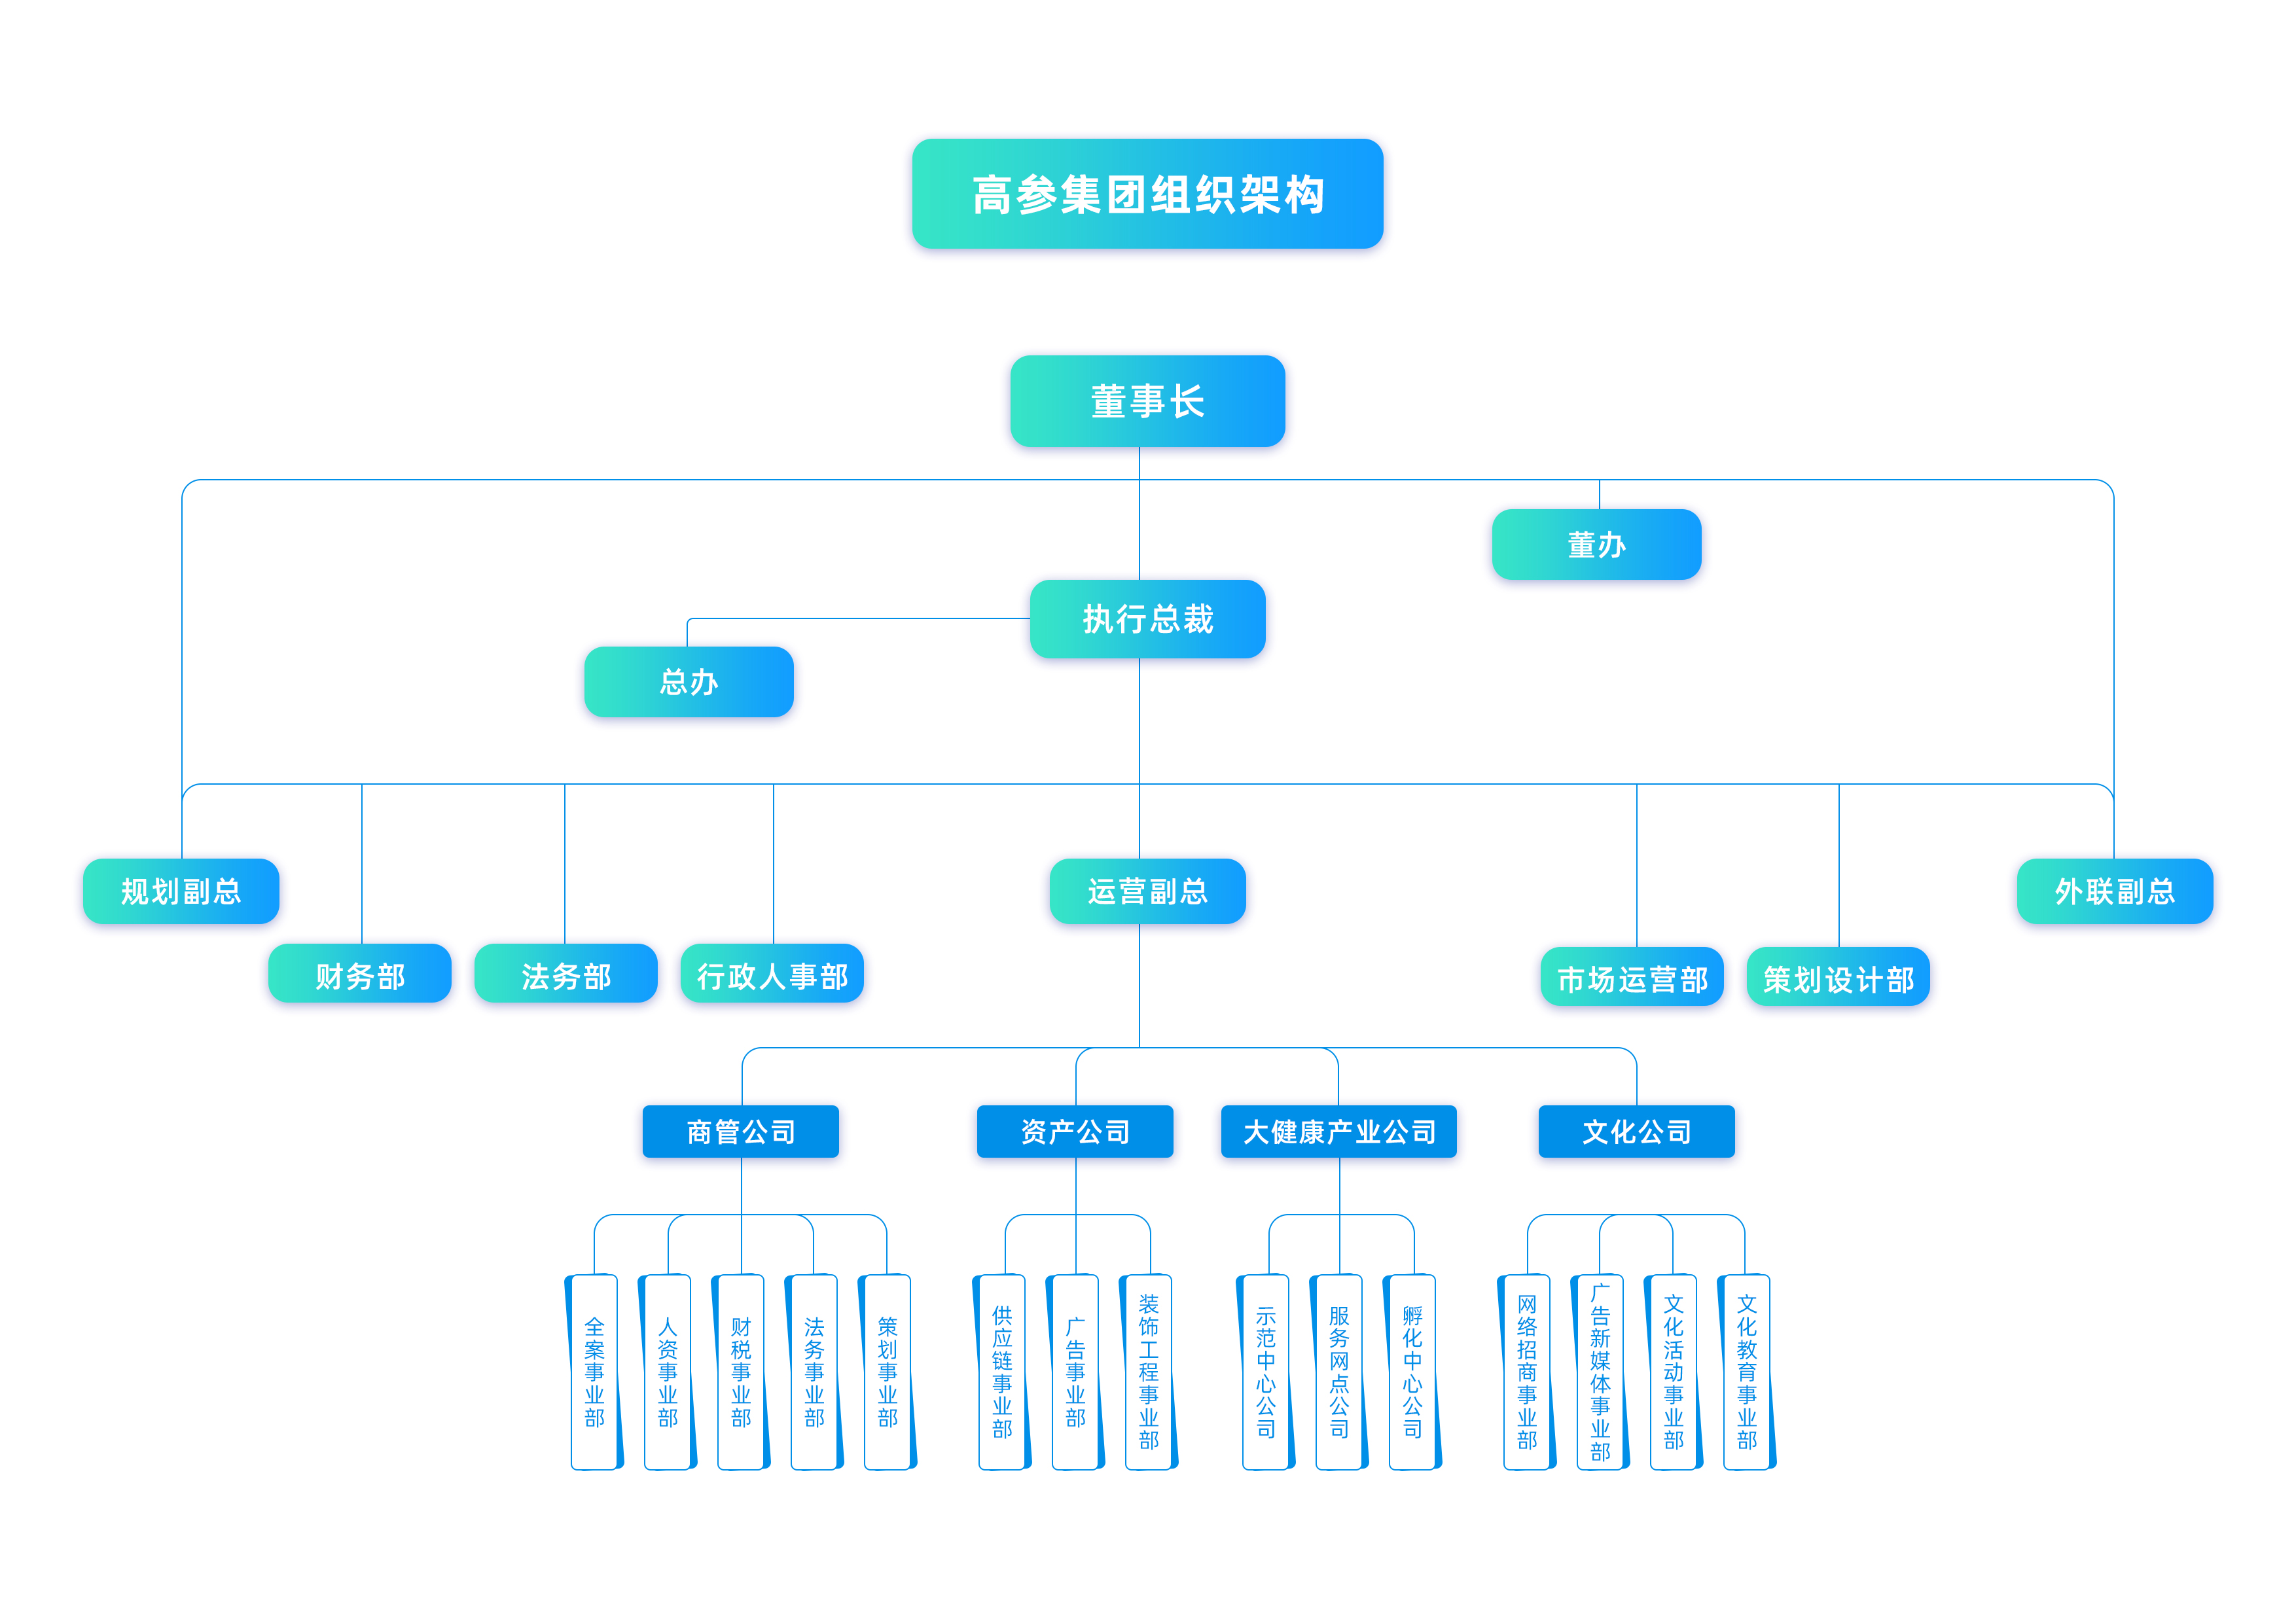 高参集团组织架构
董事长
董办
执行总裁
总办
规划副总
运营副总
外联副总
财务部
法务部
行政人事部
市场运营部
策划设计部
商管公司
资产公司
大健康产业公司
文化公司
全案事业部
人资事业部
财税事业部
法务事业部
策划事业部
供应链事业部
广告事业部
装饰工程事业部
示范中心公司
服务网点公司
孵化中心公司
网络招商事业部
广告新媒体事业部
文化活动事业部
文化教育事业部